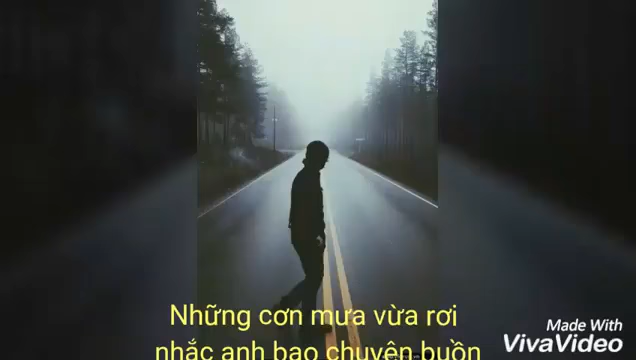 Những cơn mưa vừa rơi
nhắc anh bao chuyện buồn
Made With
VivaVideo